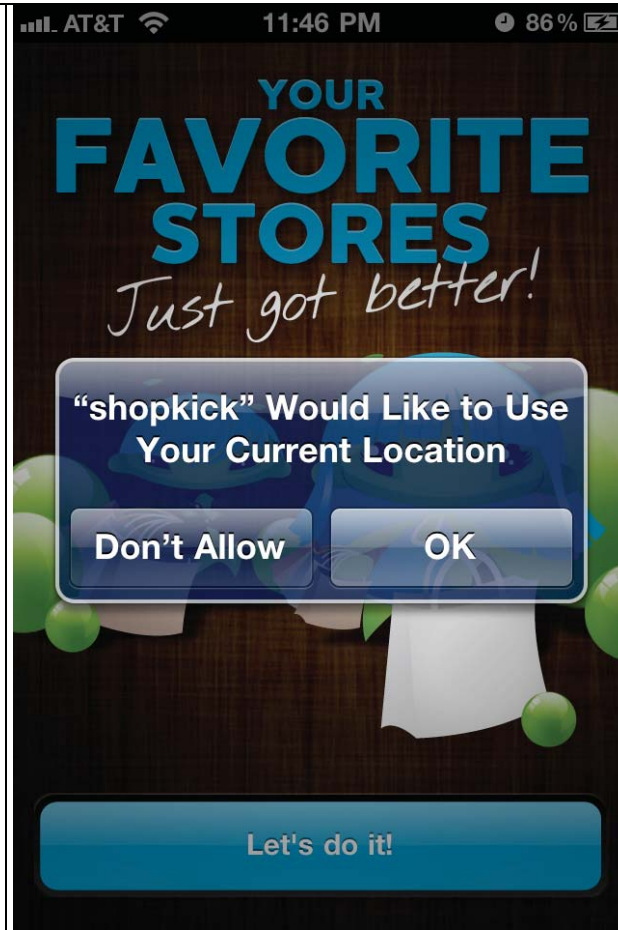 AT&T 11:46 PM 86%
YOUR
FAVORITE
STORES
Just got better!
“shopkick” Would Like to Use
Your Current Location
Don’t Allow OK
Let's do it!